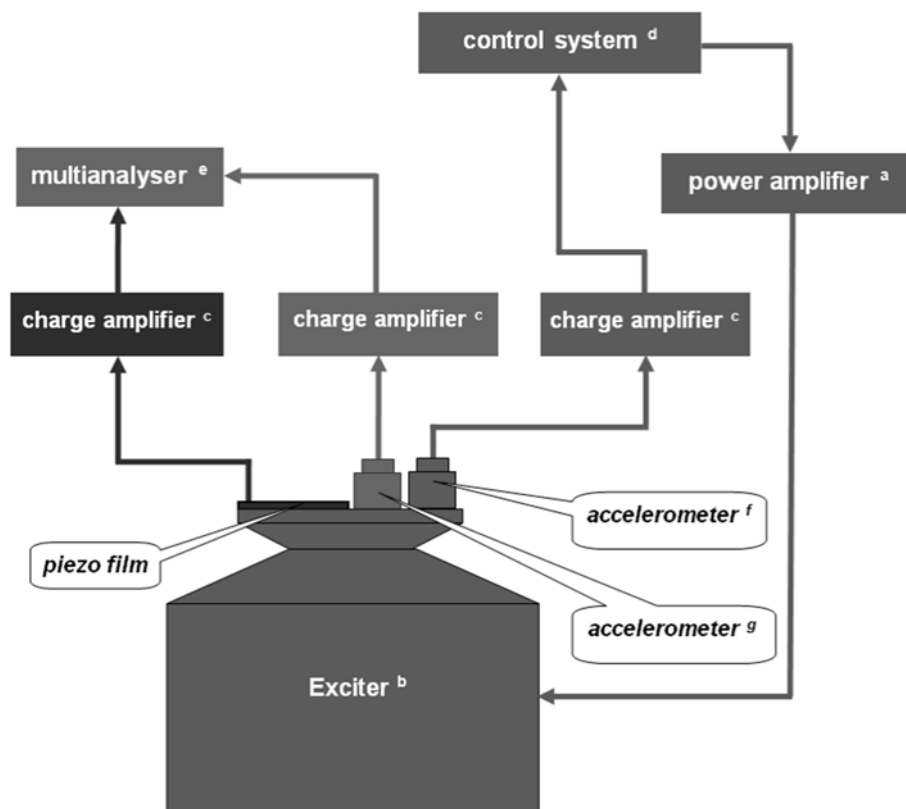 control system d
multianalyser e
power amplifier a
charge amplifier c
charge amplifier c
charge amplifier c
accelerometer f
piezo film
accelerometer g
Exciter b